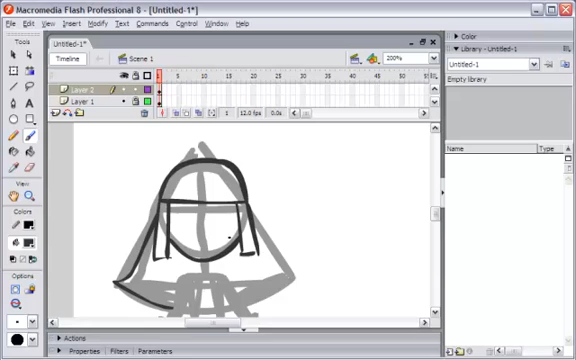 Macromedia Flash Professional 8 - [Untitled-1*]
File Edit View Insert Modify Text Commands Control Window Help
Tools
View
Colors
Options
Untitled-1*
Timeline Scene 1 200%
1 5 10 15 20 25 30 35 40 45 50 55
Layer 2
Layer 1
1 12.0 fps 0.0s
Actions
Properties Filters Parameters
Color
Library - Untitled-1
Untitled-1
Empty library
Name Type